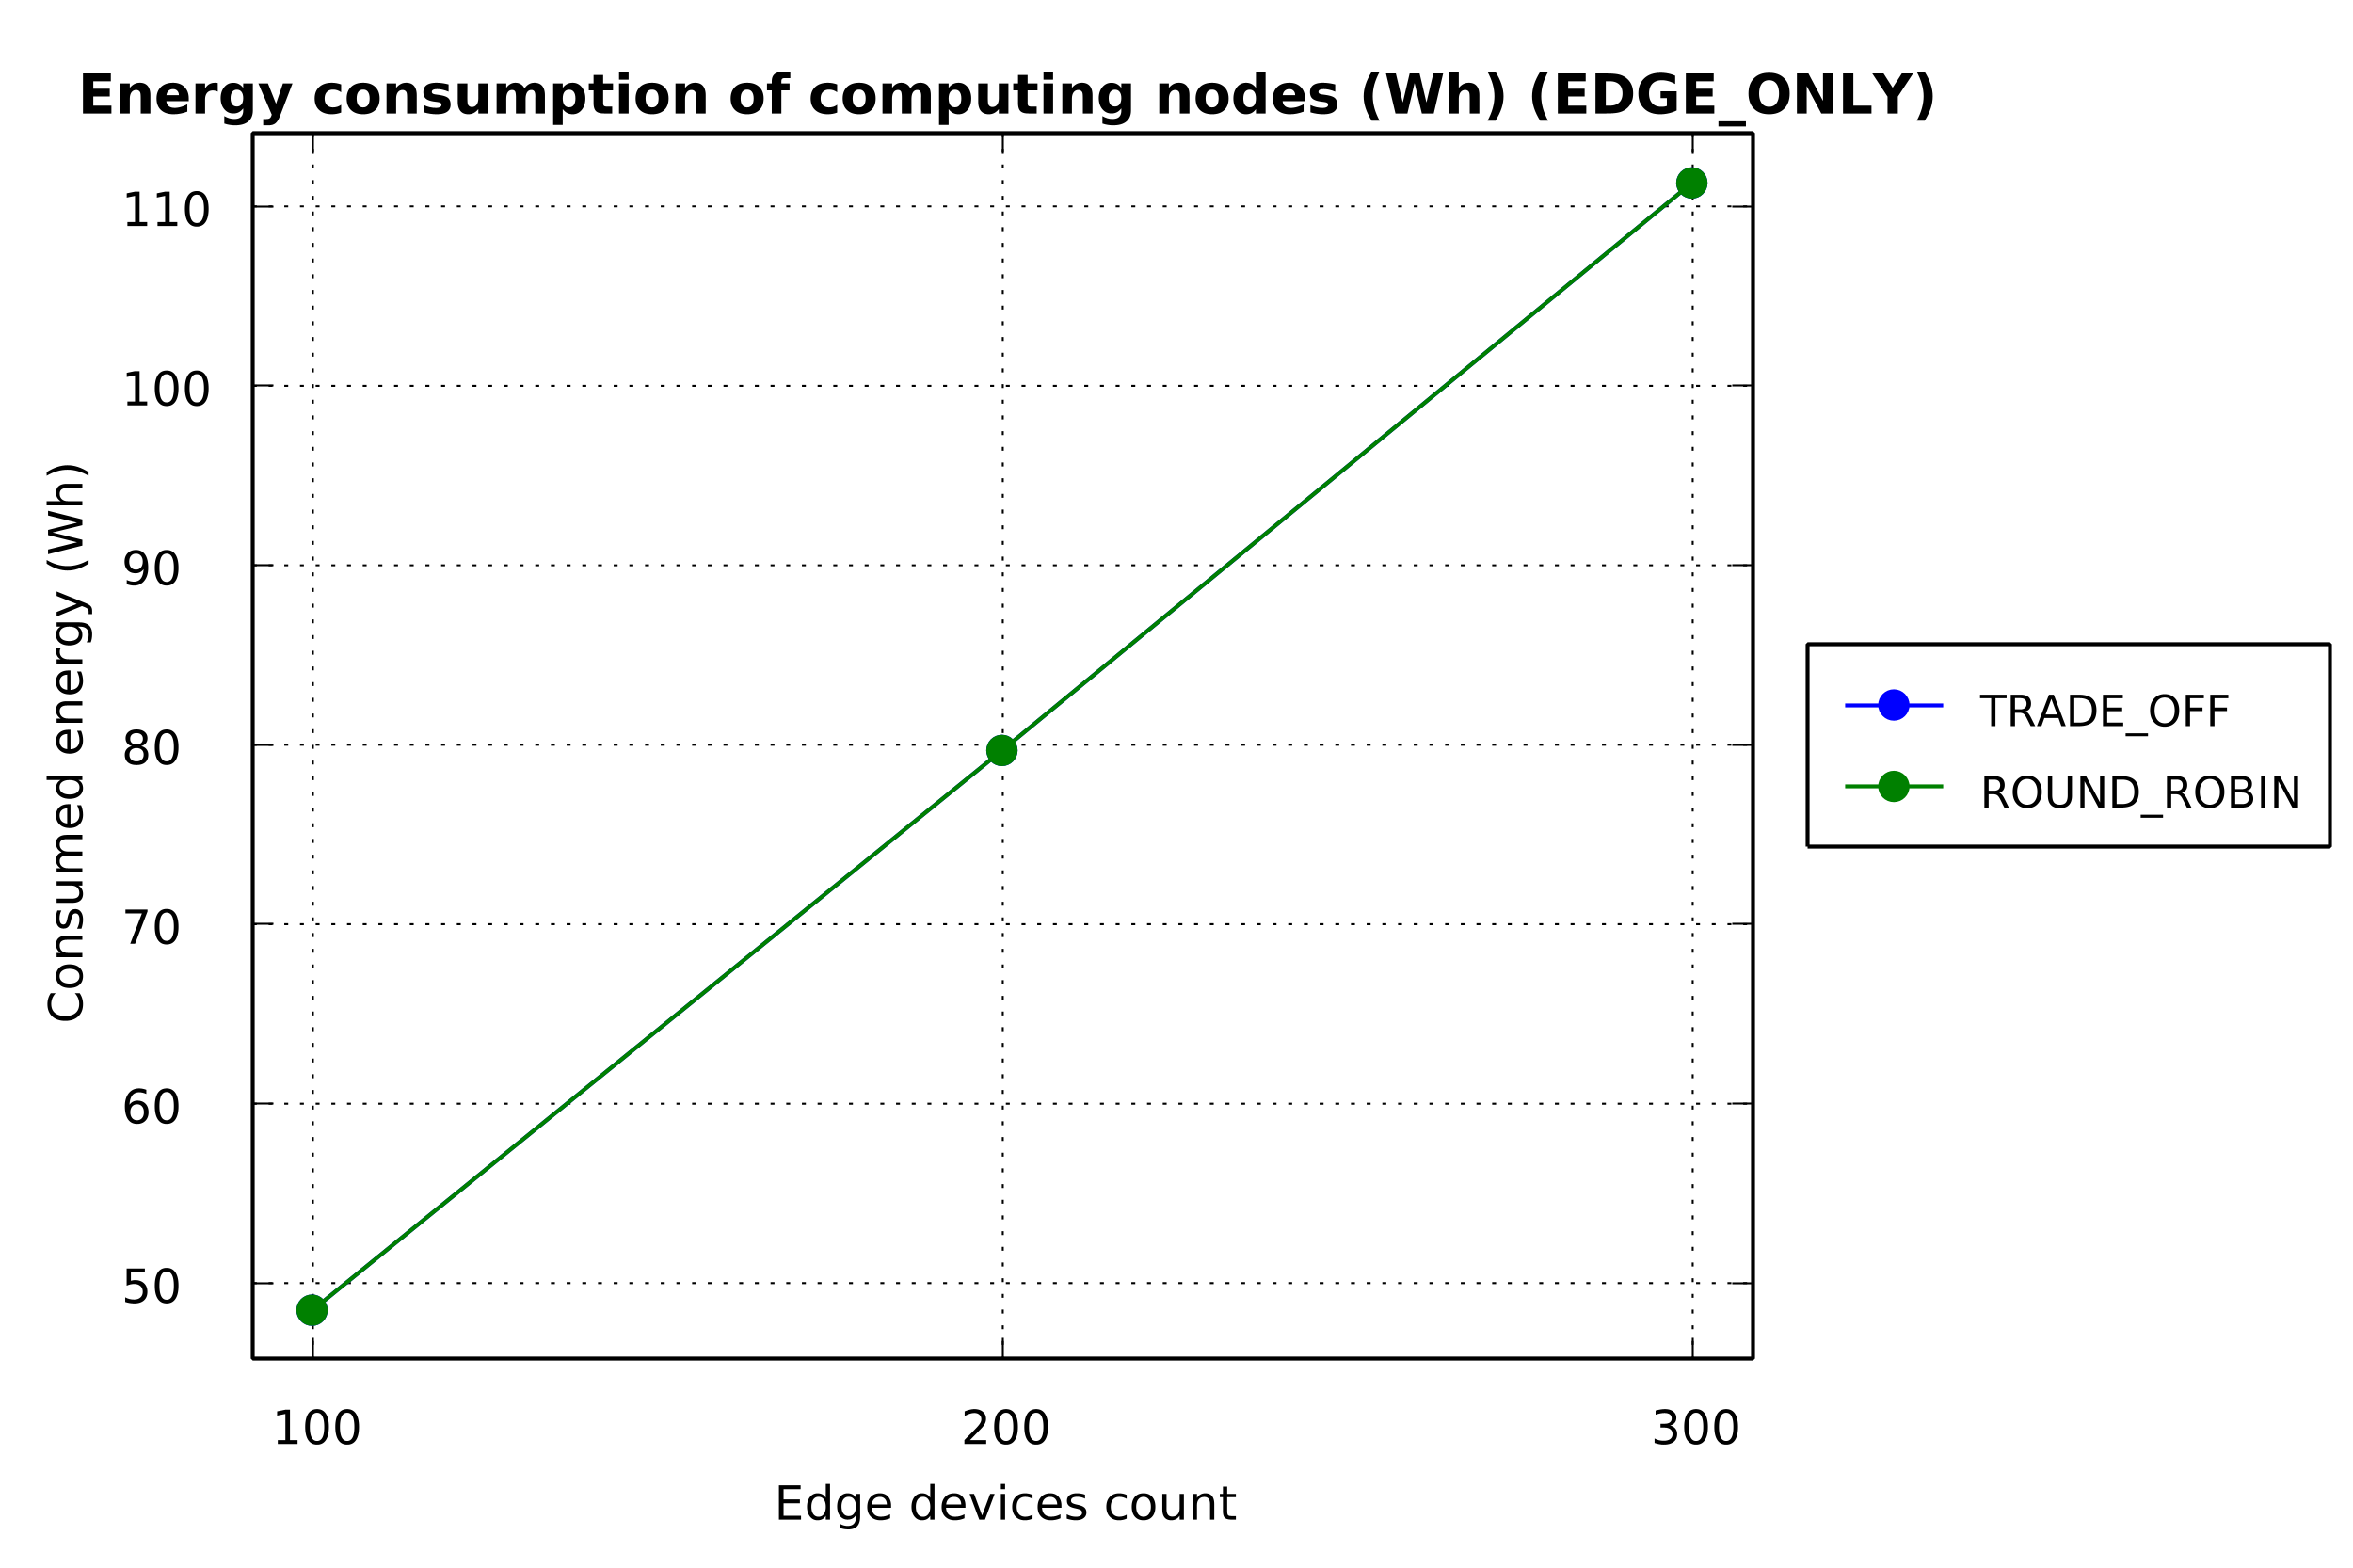 Energy consumption of computing nodes (Wh) (EDGE_ONLY)
110
100
90
80
70
60
50
Consumed energy (Wh)
100 200 300
Edge devices count
TRADE_OFF
ROUND_ROBIN